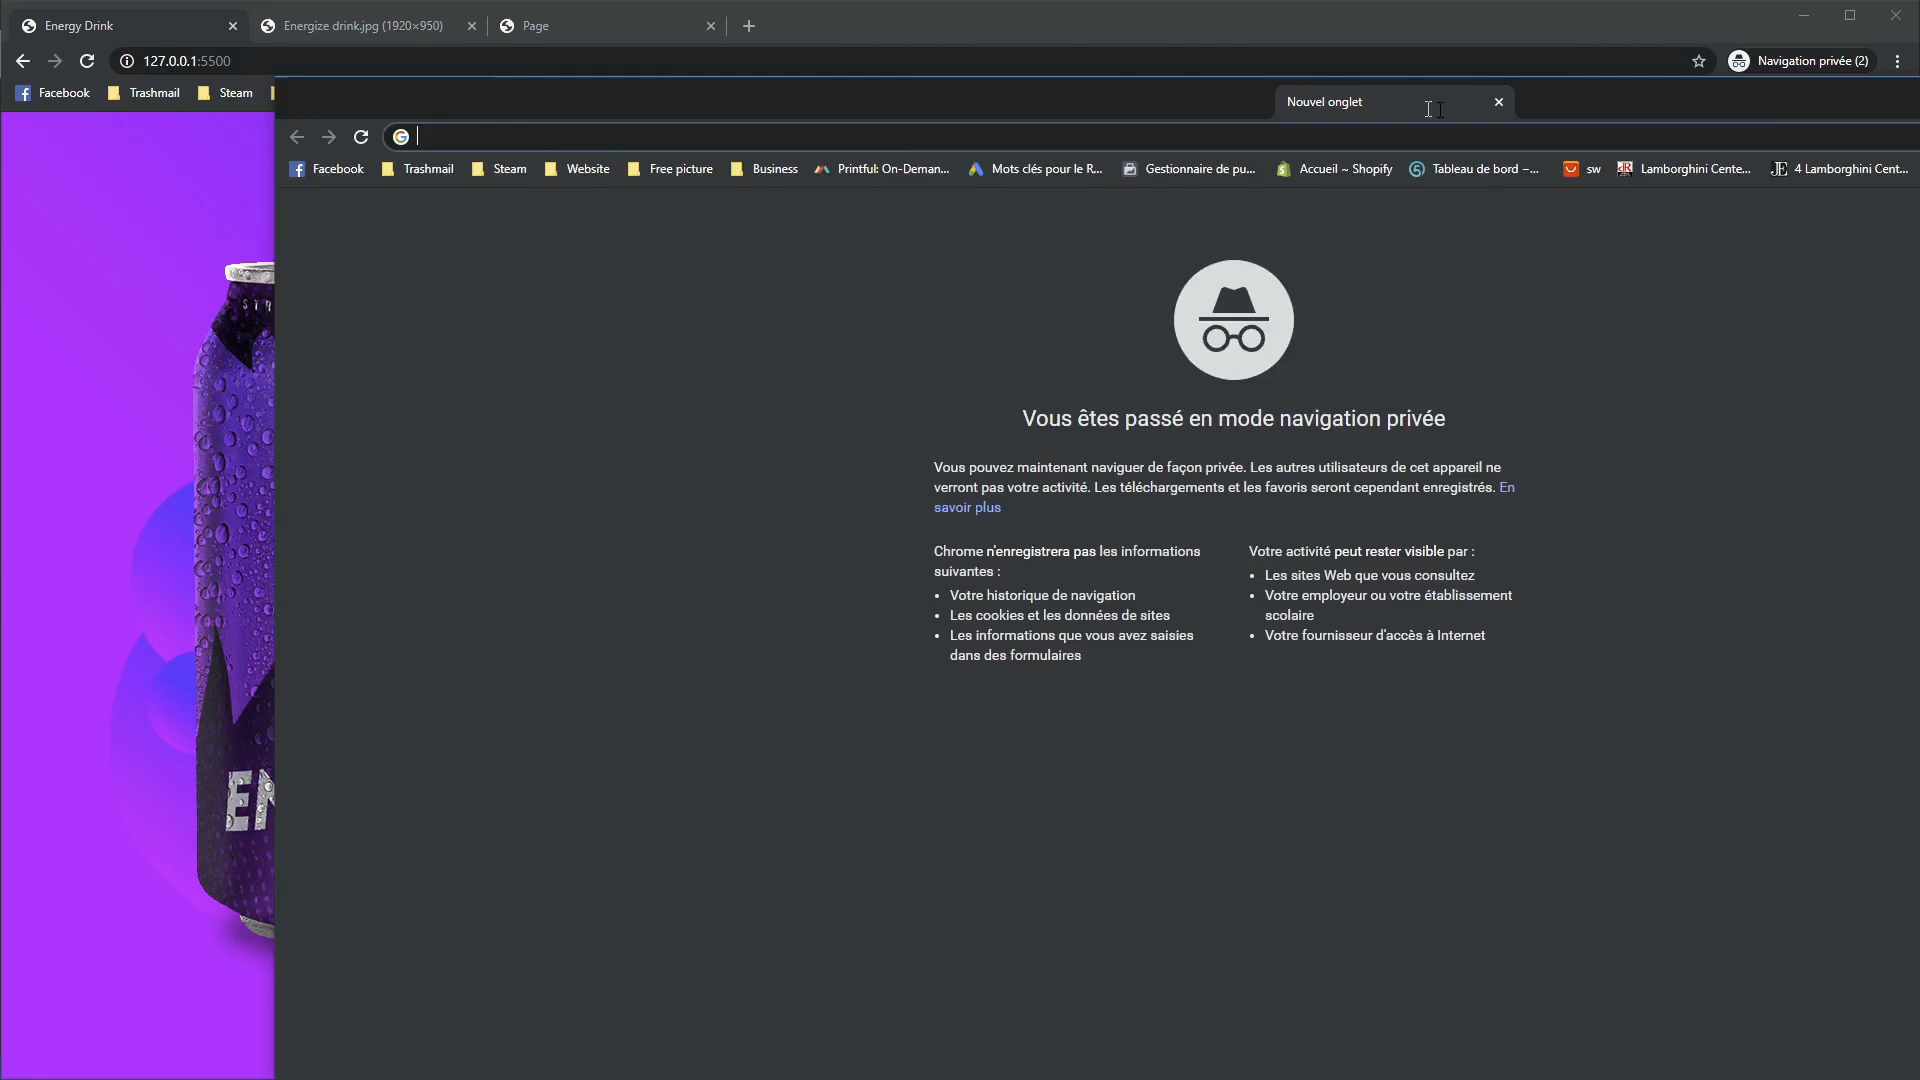 Energy Drink
Energize drink.jpg (1920×950)
Page
127.0.0.1:5500
Navigation privée (2)
Facebook
Trashmail
Steam
Nouvel onglet
Facebook
Trashmail
Steam
Website
Free picture
Business
Printful: On-Deman...
Mots clés pour le R...
Gestionnaire de pu...
Accueil ~ Shopify
Tableau de bord –...
sw
Lamborghini Cente...
4 Lamborghini Cent...
Vous êtes passé en mode navigation privée
Vous pouvez maintenant naviguer de façon privée. Les autres utilisateurs de cet appareil ne
verront pas votre activité. Les téléchargements et les favoris seront cependant enregistrés. En
savoir plus
Chrome n'enregistrera pas les informations
suivantes :
• Votre historique de navigation
• Les cookies et les données de sites
• Les informations que vous avez saisies
dans des formulaires
Votre activité peut rester visible par :
• Les sites Web que vous consultez
• Votre employeur ou votre établissement
scolaire
• Votre fournisseur d'accès à Internet
STR
EN